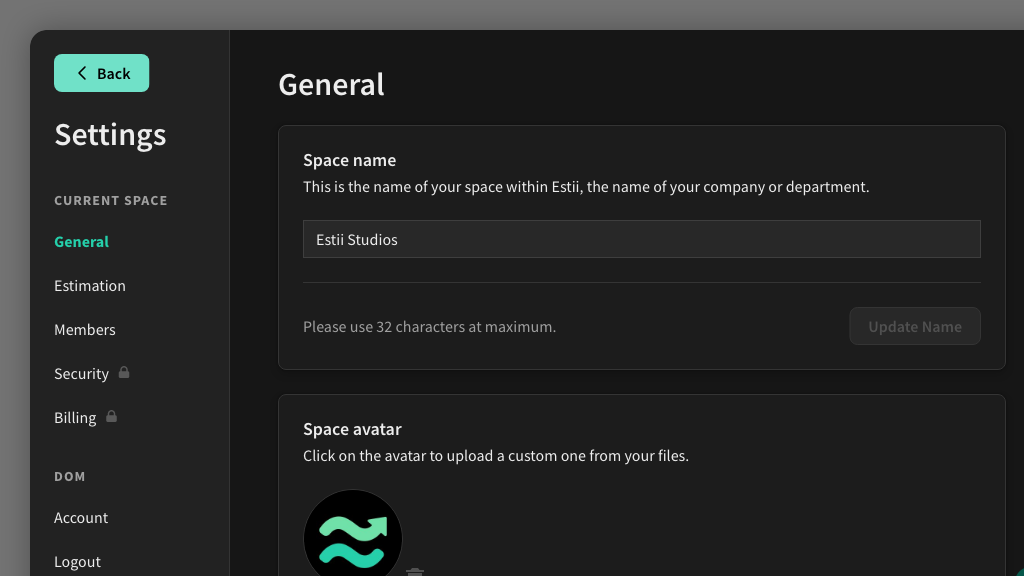 Back
Settings
CURRENT SPACE
General
Estimation
Members
Security
Billing
DOM
Account
Logout
General
Space name
This is the name of your space within Estii, the name of your company or department.
Estii Studios
Please use 32 characters at maximum.
Update Name
Space avatar
Click on the avatar to upload a custom one from your files.